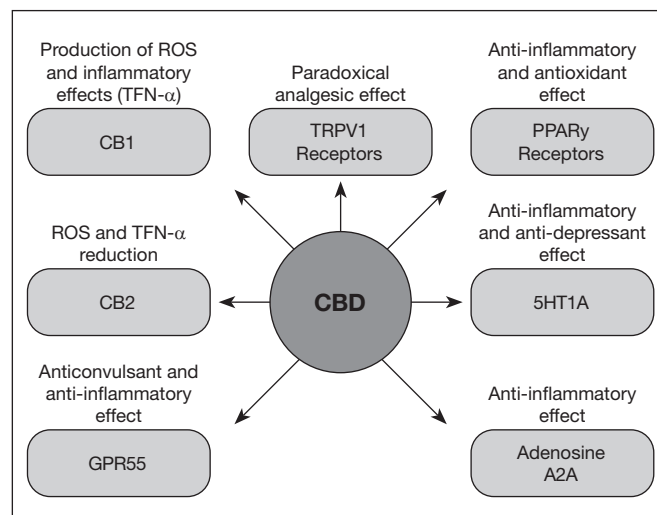 Production of ROS
and inflammatory
effects (TFN-α)
CB1
Paradoxical
analgesic effect
TRPV1
Receptors
Anti-inflammatory
and antioxidant
effect
PPARy
Receptors
ROS and TFN-α
reduction
CB2
CBD
Anti-inflammatory
and anti-depressant
effect
5HT1A
Anticonvulsant and
anti-inflammatory
effect
GPR55
Anti-inflammatory
effect
Adenosine
A2A